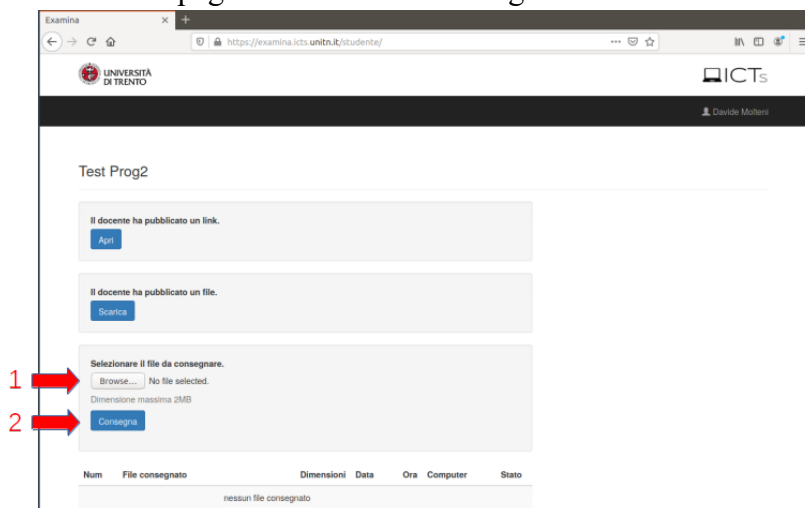 Examina
https://examina.icts.unitn.it/studente/
UNIVERSITÀ
DI TRENTO
ICTs
Davide Molteni
Test Prog2
Il docente ha pubblicato un link.
Apri
Il docente ha pubblicato un file.
Scarica
Selezionare il file da consegnare.
1
Browse... No file selected.
Dimensione massima 2MB
2
Consegna
Num File consegnato Dimensioni Data Ora Computer Stato
nessun file consegnato